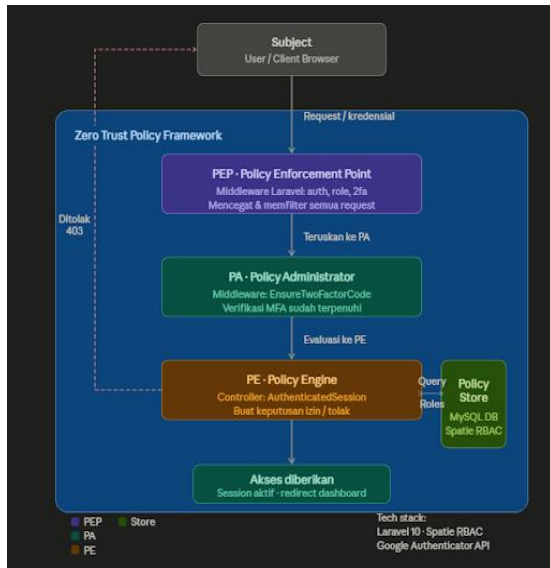 Subject
User / Client Browser
Request / kredensial
Zero Trust Policy Framework
PEP · Policy Enforcement Point
Middleware Laravel: auth, role, 2fa
Mencegat & memfilter semua request
Ditolak
403
Teruskan ke PA
PA · Policy Administrator
Middleware: EnsureTwoFactorCode
Verifikasi MFA sudah terpenuhi
Evaluasi ke PE
PE · Policy Engine
Controller: AuthenticatedSession
Buat keputusan izin / tolak
Query
Roles
Policy
Store
MySQL DB
Spatie RBAC
Akses diberikan
Session aktif · redirect dashboard
PEP
Store
PA
PE
Tech stack:
Laravel 10 · Spatie RBAC
Google Authenticator API